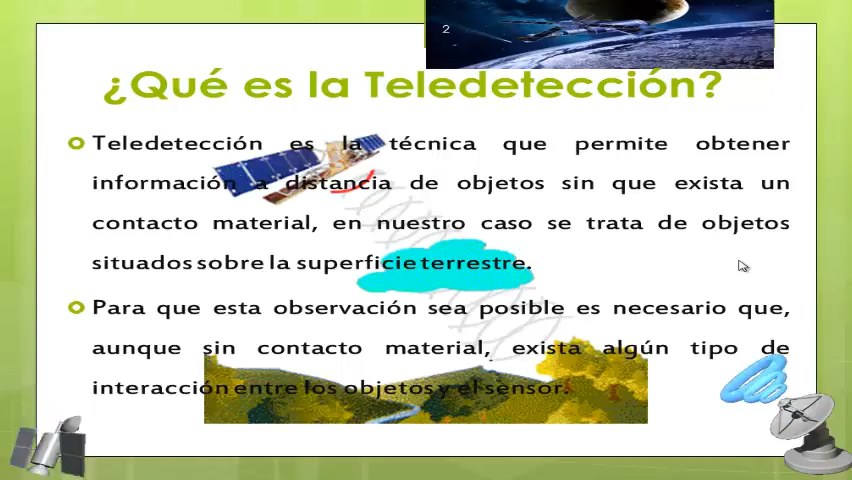 2
¿Qué es la Teledetección?
Teledetección es la técnica que permite obtener
información a distancia de objetos sin que exista un
contacto material, en nuestro caso se trata de objetos
situados sobre la superficie terrestre.
Para que esta observación sea posible es necesario que,
aunque sin contacto material, exista algún tipo de
interacción entre los objetos y el sensor.